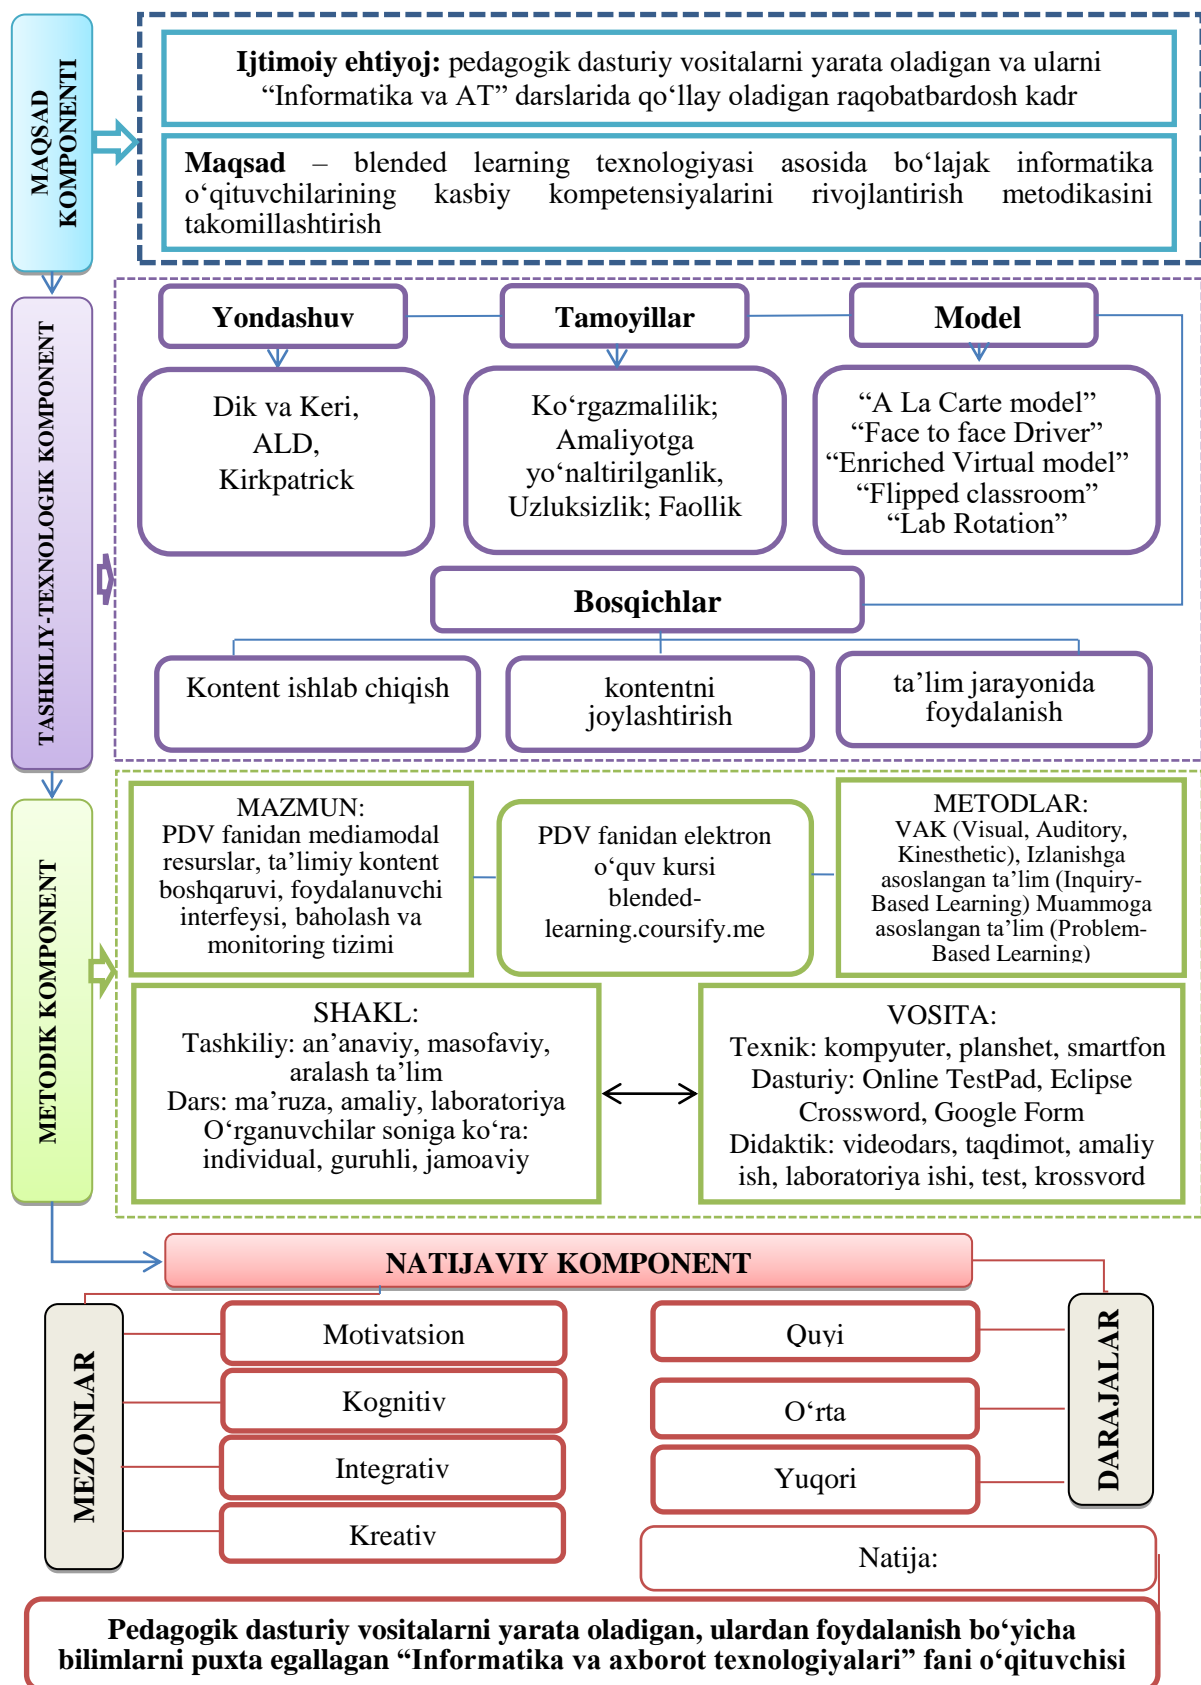 MAQSAD
KOMPONENTI
Ijtimoiy ehtiyoj: pedagogik dasturiy vositalarni yarata oladigan va ularni
“Informatika va AT” darslarida qo‘llay oladigan raqobatbardosh kadr
Maqsad – blended learning texnologiyasi asosida bo‘lajak informatika
o‘qituvchilarining kasbiy kompetensiyalarini rivojlantirish metodikasini
takomillashtirish
TASHKILIY-TEXNOLOGIK KOMPONENT
Yondashuv
Tamoyillar
Model
Dik va Keri,
ALD,
Kirkpatrick
Ko‘rgazmalilik;
Amaliyotga
yo‘naltirilganlik,
Uzluksizlik; Faollik
“A La Carte model”
“Face to face Driver”
“Enriched Virtual model”
“Flipped classroom”
“Lab Rotation”
Bosqichlar
Kontent ishlab chiqish
kontentni
joylashtirish
ta’lim jarayonida
foydalanish
METODIK KOMPONENT
MAZMUN:
PDV fanidan mediamodal
resurslar, ta’limiy kontent
boshqaruvi, foydalanuvchi
interfeysi, baholash va
monitoring tizimi
PDV fanidan elektron
o‘quv kursi
blended-
learning.coursify.me
METODLAR:
VAK (Visual, Auditory,
Kinesthetic), Izlanishga
asoslangan ta’lim (Inquiry-
Based Learning) Muammoga
asoslangan ta’lim (Problem-
Based Learning)
SHAKL:
Tashkiliy: an’anaviy, masofaviy,
aralash ta’lim
Dars: ma’ruza, amaliy, laboratoriya
O‘rganuvchilar soniga ko‘ra:
individual, guruhli, jamoaviy
VOSITA:
Texnik: kompyuter, planshet, smartfon
Dasturiy: Online TestPad, Eclipse
Crossword, Google Form
Didaktik: videodars, taqdimot, amaliy
ish, laboratoriya ishi, test, krossvord
NATIJAVIY KOMPONENT
MEZONLAR
Motivatsion
Kognitiv
Integrativ
Kreativ
DARAJALAR
Quyi
O‘rta
Yuqori
Natija:
Pedagogik dasturiy vositalarni yarata oladigan, ulardan foydalanish bo‘yicha
bilimlarni puxta egallagan “Informatika va axborot texnologiyalari” fani o‘qituvchisi